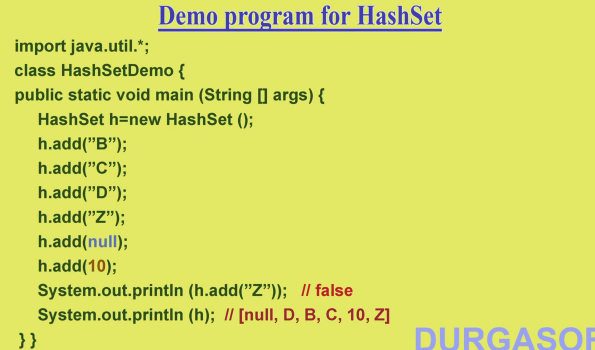 Demo program for HashSet
import java.util.*;
class HashSetDemo {
public static void main (String [] args) {
HashSet h=new HashSet ();
h.add(”B”);
h.add(”C”);
h.add(”D”);
h.add(”Z”);
h.add(null);
h.add(10);
System.out.println (h.add(”Z”)); // false
System.out.println (h); // [null, D, B, C, 10, Z]
} }
DURGASOF